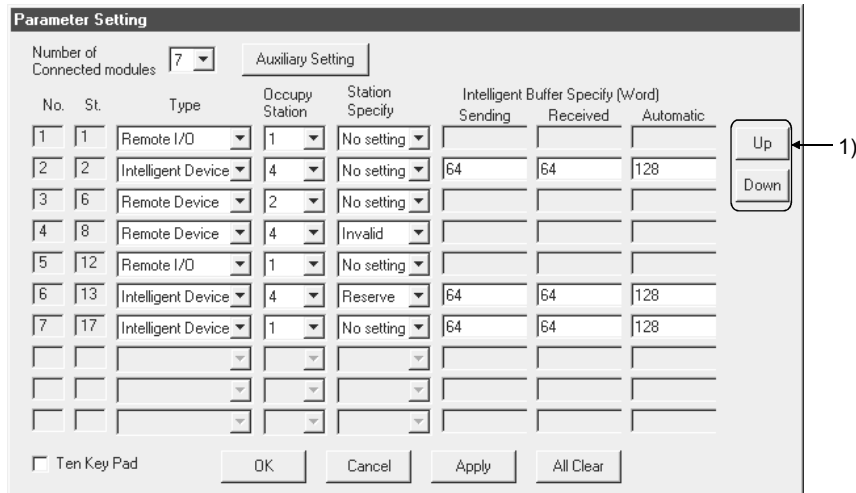 Parameter Setting
Number of Connected modules 7 Auxiliary Setting
No. St. Type Occupy Station Station Specify Intelligent Buffer Specify (Word)
Sending Received Automatic
1 1 Remote I/O 1 No setting
2 2 Intelligent Device 4 No setting 64 64 128
3 6 Remote Device 2 No setting
4 8 Remote Device 4 Invalid
5 12 Remote I/O 1 No setting
6 13 Intelligent Device 4 Reserve 64 64 128
7 17 Intelligent Device 1 No setting 64 64 128
Up
Down
1)
Ten Key Pad OK Cancel Apply All Clear